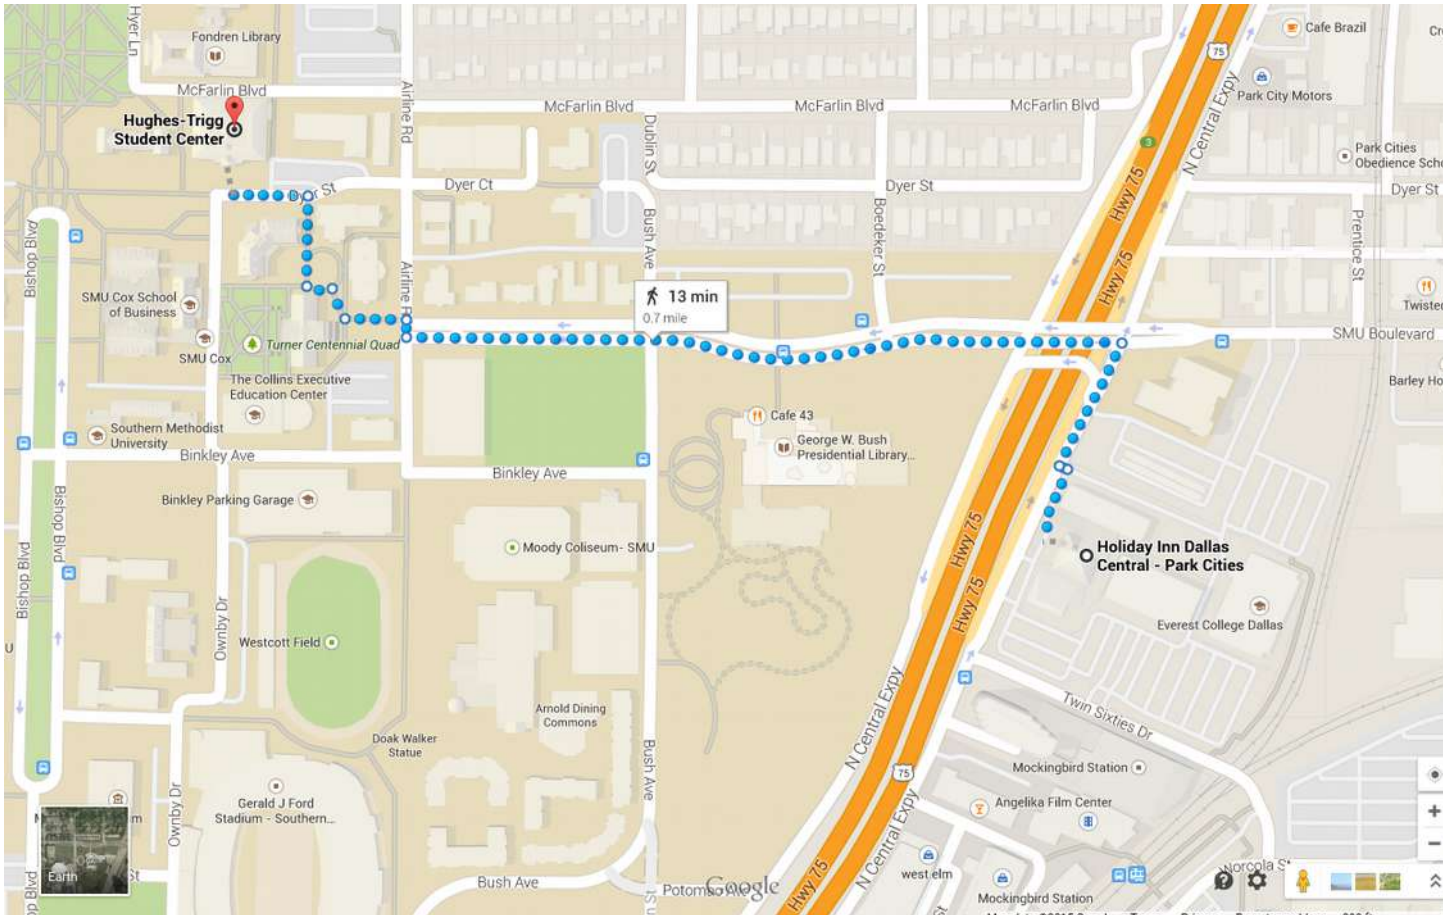 Hyer Ln
Fondren Library
Cafe Brazil
75
McFarlin Blvd
Airline Rd
Park City Motors
McFarlin Blvd
McFarlin Blvd
McFarlin Blvd
N Central Expy
Hughes-Trigg
Student Center
Dublin St
3
Park Cities
Obedience Scho
Dyer St
Dyer Ct
Dyer St
Dyer St
Hwy 75
Boedeker St
Bush Ave
Prentice St
Bishop Blvd
Airline R
Hwy 75
SMU Cox School
of Business
13 min
0.7 mile
Twisted
SMU Boulevard
SMU Cox
Turner Centennial Quad
The Collins Executive
Education Center
Barley Ho
Cafe 43
Southern Methodist
University
George W. Bush
Presidential Library...
Binkley Ave
Binkley Ave
Binkley Parking Garage
Bishop Blvd
Bishop Blvd
Hwy 75
Moody Coliseum- SMU
Holiday Inn Dallas
Central - Park Cities
Hwy 75
Everest College Dallas
Ownby Dr
Westcott Field
U
N Central Expy
Twin Sixties Dr
Arnold Dining
Commons
Doak Walker
Statue
Bush Ave
75
Mockingbird Station
Ownby Dr
Gerald J Ford
Stadium - Southern...
Angelika Film Center
N Central Expy
Earth
St
Bush Ave
Google
Hwy 75
west elm
Mockingbird Station